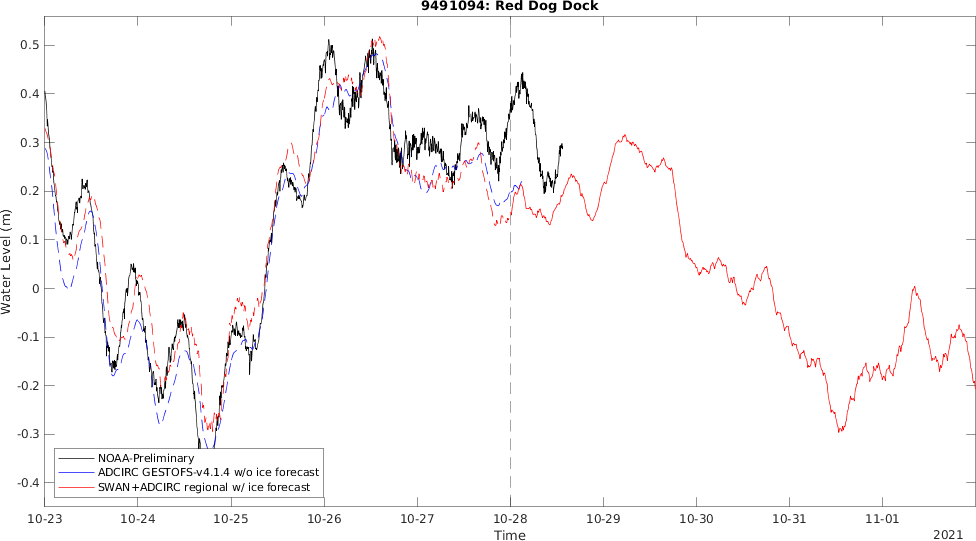 9491094: Red Dog Dock
Water Level (m)
0.5
0.4
0.3
0.2
0.1
0
-0.1
-0.2
-0.3
-0.4
NOAA-Preliminary
ADCIRC GESTOFS-v4.1.4 w/o ice forecast
SWAN+ADCIRC regional w/ ice forecast
10-23 10-24 10-25 10-26 10-27 10-28 10-29 10-30 10-31 11-01
Time
2021